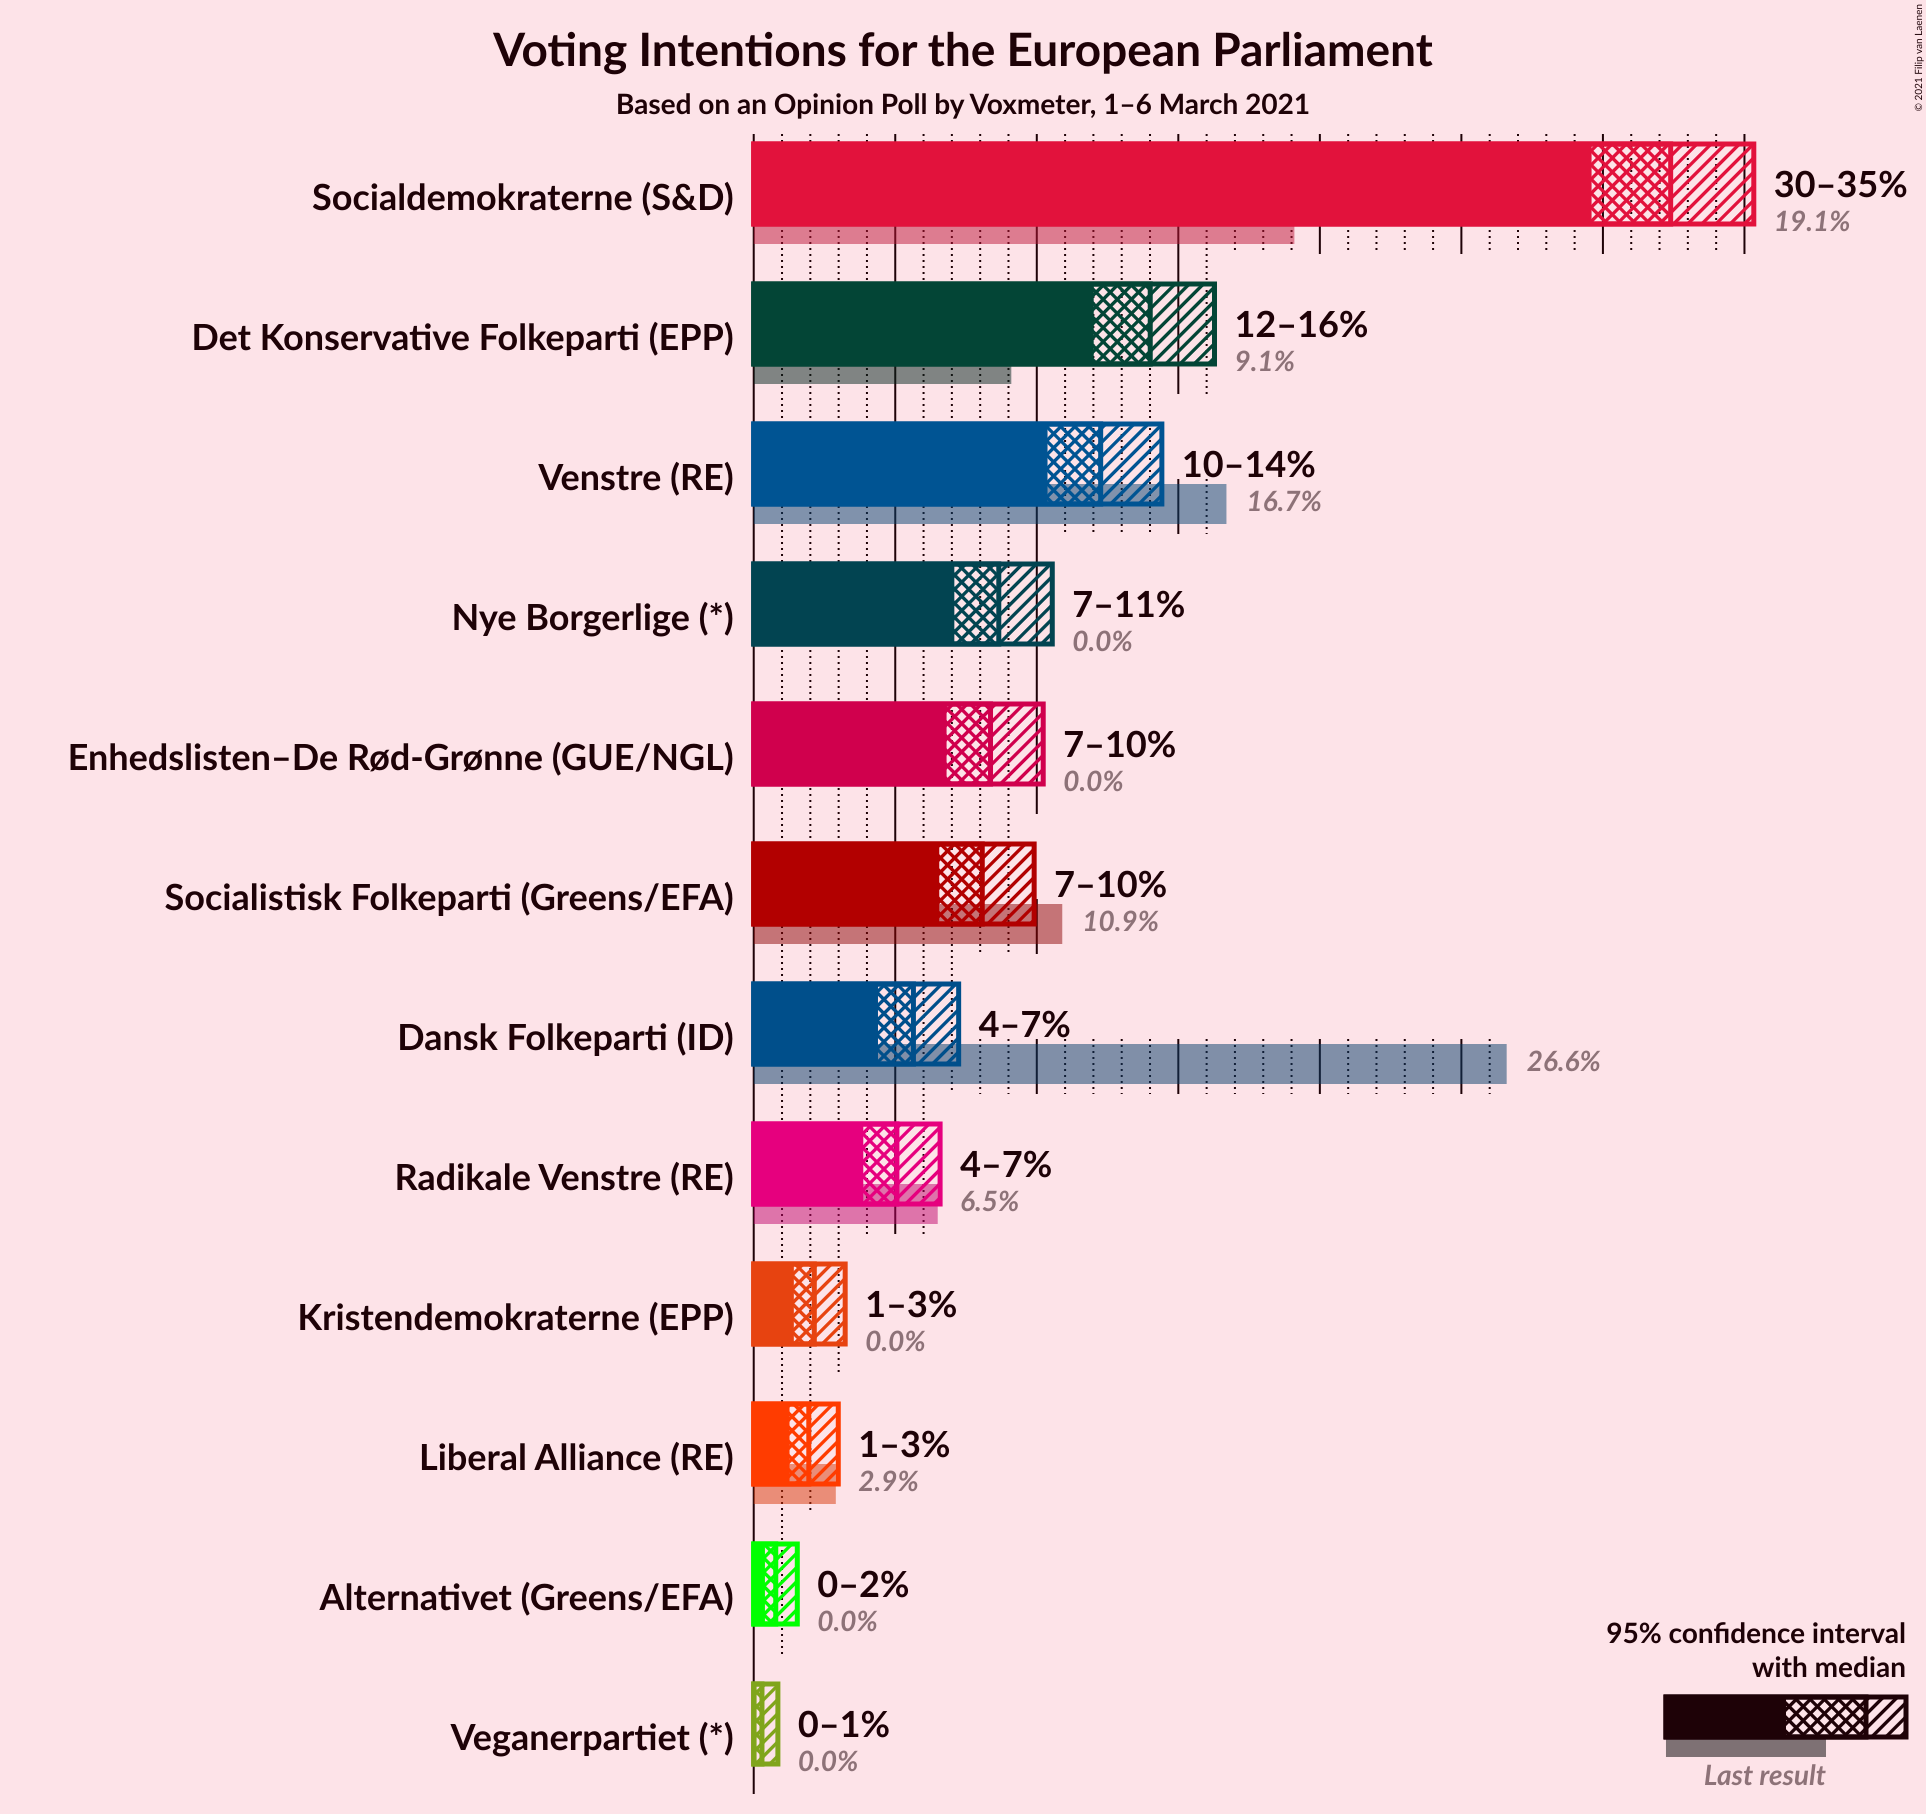 Voting Intentions for the European Parliament
Based on an Opinion Poll by Voxmeter, 1–6 March 2021
© 2021 Filip van Laenen
Socialdemokraterne (S&D)
30–35%
19.1%
Det Konservative Folkeparti (EPP)
12–16%
9.1%
Venstre (RE)
10–14%
16.7%
Nye Borgerlige (*)
7–11%
0.0%
Enhedslisten–De Rød-Grønne (GUE/NGL)
7–10%
0.0%
Socialistisk Folkeparti (Greens/EFA)
7–10%
10.9%
Dansk Folkeparti (ID)
4–7%
26.6%
Radikale Venstre (RE)
4–7%
6.5%
Kristendemokraterne (EPP)
1–3%
0.0%
Liberal Alliance (RE)
1–3%
2.9%
Alternativet (Greens/EFA)
0–2%
0.0%
Veganerpartiet (*)
0–1%
0.0%
95% confidence interval
with median
Last result